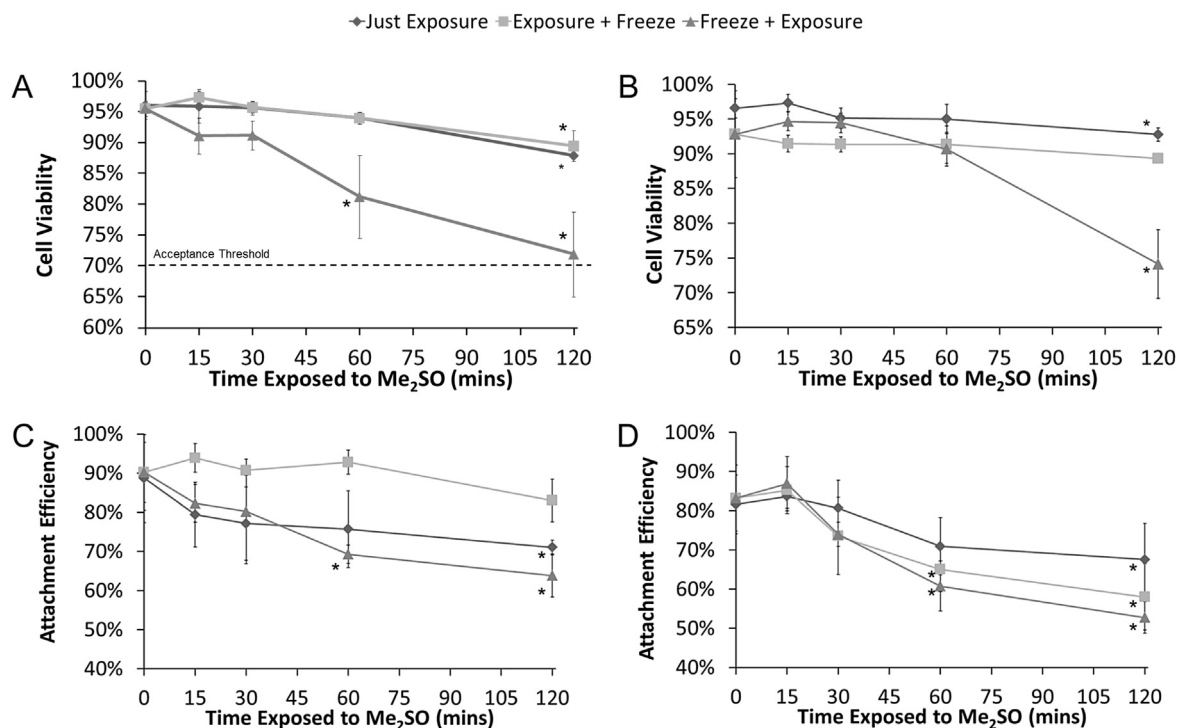 Just Exposure Exposure + Freeze Freeze + Exposure
A
100%
95%
90%
85%
80%
75%
70%
65%
60%
Cell Viability
Acceptance Threshold
*
*
*
*
0 15 30 45 60 75 90 105 120
Time Exposed to Me₂SO (mins)
B
100%
95%
90%
85%
80%
75%
70%
65%
Cell Viability
*
*
0 15 30 45 60 75 90 105 120
Time Exposed to Me₂SO (mins)
C
100%
90%
80%
70%
60%
50%
40%
Attachment Efficiency
*
*
*
0 15 30 45 60 75 90 105 120
Time Exposed to Me₂SO (mins)
D
100%
90%
80%
70%
60%
50%
40%
Attachment Efficiency
*
*
*
*
*
0 15 30 45 60 75 90 105 120
Time Exposed to Me₂SO (mins)